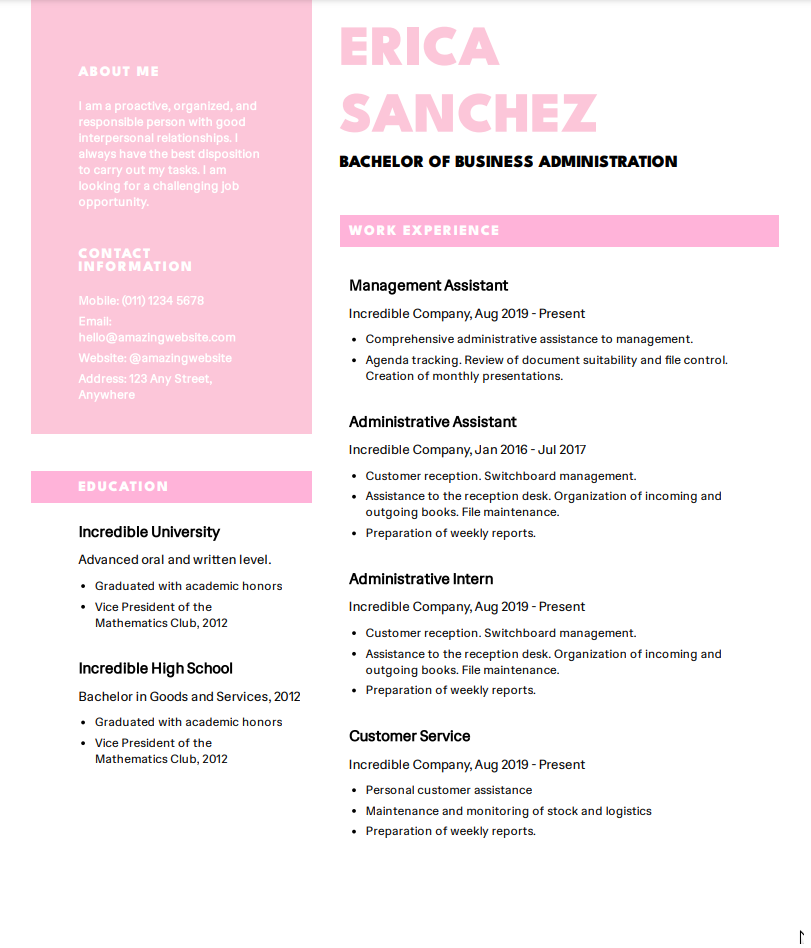 ABOUT ME
I am a proactive, organized, and
responsible person with good
interpersonal relationships. I
always have the best disposition
to carry out my tasks. I am
looking for a challenging job
opportunity.
CONTACT
INFORMATION
Mobile: (011) 1234 5678
Email:
hello@amazingwebsite.com
Website: @amazingwebsite
Address: 123 Any Street,
Anywhere
EDUCATION
Incredible University
Advanced oral and written level.
• Graduated with academic honors
• Vice President of the
Mathematics Club, 2012
Incredible High School
Bachelor in Goods and Services, 2012
• Graduated with academic honors
• Vice President of the
Mathematics Club, 2012
ERICA
SANCHEZ
BACHELOR OF BUSINESS ADMINISTRATION
WORK EXPERIENCE
Management Assistant
Incredible Company, Aug 2019 - Present
• Comprehensive administrative assistance to management.
• Agenda tracking. Review of document suitability and file control.
Creation of monthly presentations.
Administrative Assistant
Incredible Company, Jan 2016 - Jul 2017
• Customer reception. Switchboard management.
• Assistance to the reception desk. Organization of incoming and
outgoing books. File maintenance.
• Preparation of weekly reports.
Administrative Intern
Incredible Company, Aug 2019 - Present
• Customer reception. Switchboard management.
• Assistance to the reception desk. Organization of incoming and
outgoing books. File maintenance.
• Preparation of weekly reports.
Customer Service
Incredible Company, Aug 2019 - Present
• Personal customer assistance
• Maintenance and monitoring of stock and logistics
• Preparation of weekly reports.